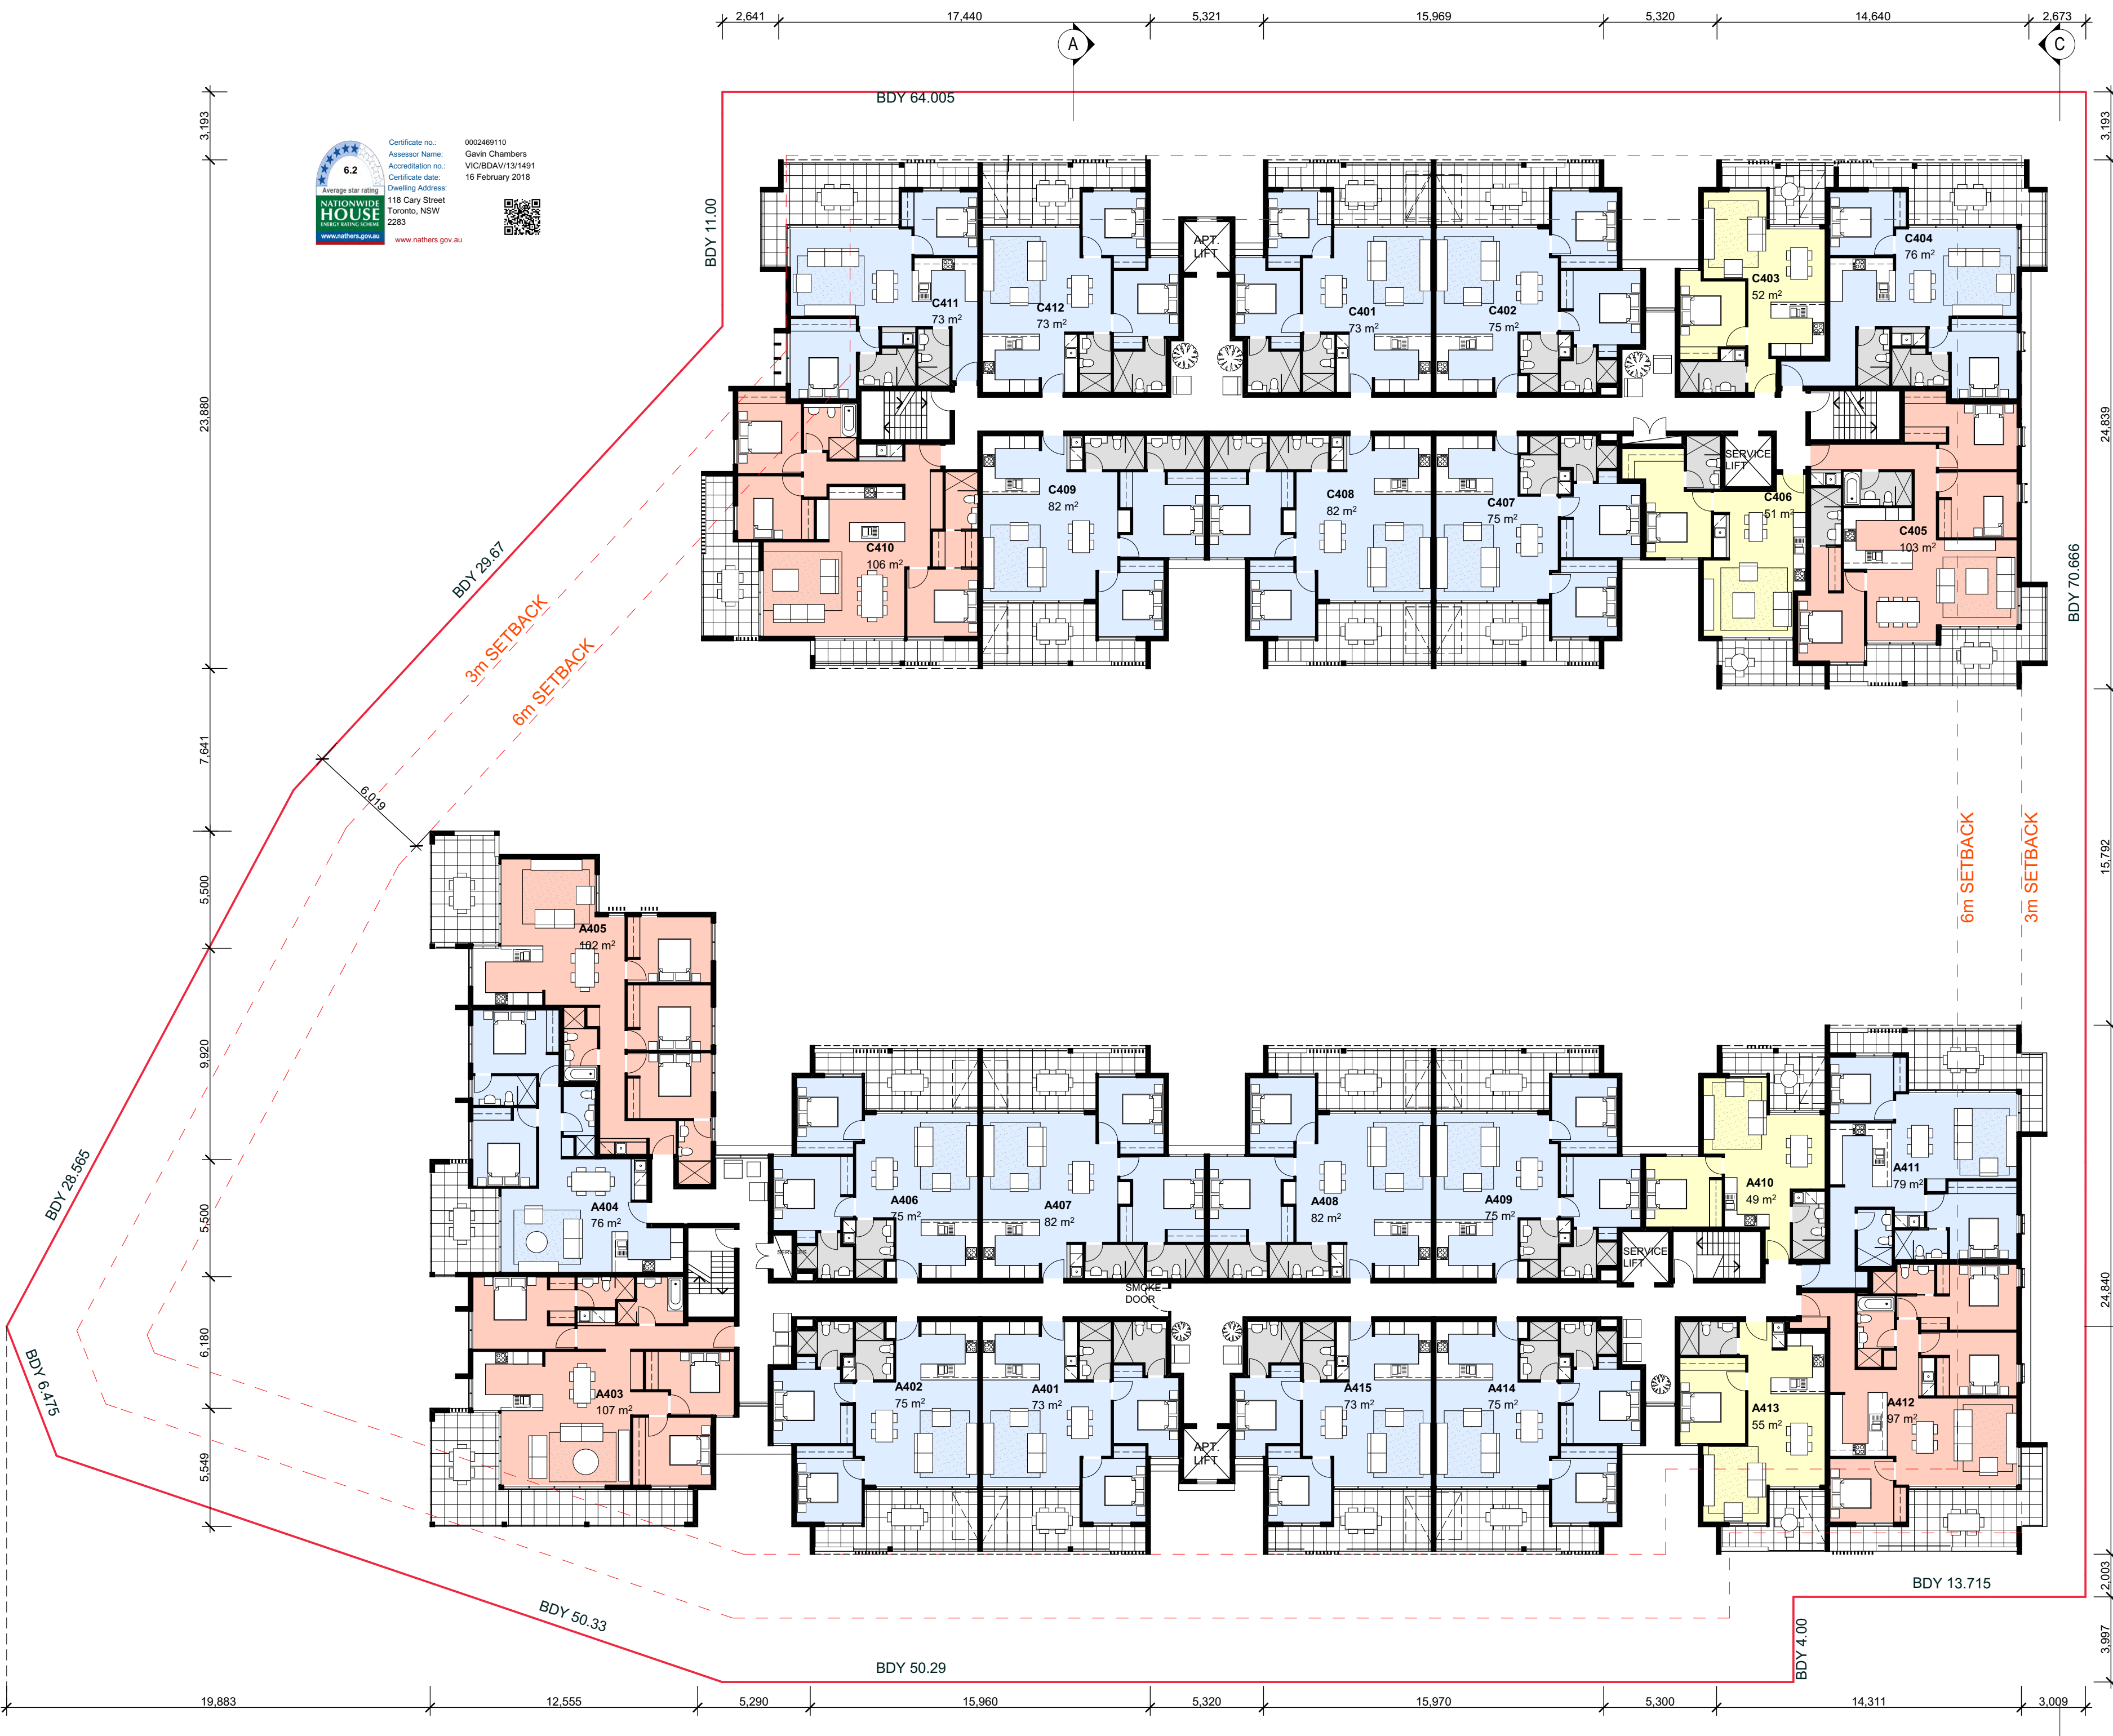 2,641
17,440
5,321
15,969
5,320
14,640
2,673
A
C
BDY 64.005
3,193
3,193
6.2
Average star rating
NATIONWIDE
HOUSE
ENERGY RATING SCHEME
www.nathers.gov.au
Certificate no.: 0002469110
Assessor Name: Gavin Chambers
Accreditation no.: VIC/BDAV/13/1491
Certificate date: 16 February 2018
Dwelling Address:
118 Cary Street
Toronto, NSW
2283
www.nathers.gov.au
BDY 11.00
APT.
LIFT
C411
73 m²
C412
73 m²
C401
73 m²
C402
75 m²
C403
52 m²
C404
76 m²
23,880
24,839
C410
106 m²
C409
82 m²
C408
82 m²
C407
75 m²
SERVICE
LIFT
C406
51 m²
C405
103 m²
BDY 29.67
3m SETBACK
6m SETBACK
BDY 70.666
7,641
6,019
15,792
6m SETBACK
3m SETBACK
5,500
A405
102 m²
9,920
BDY 28.565
5,500
A404
76 m²
A406
75 m²
A407
82 m²
A408
82 m²
A409
75 m²
A410
49 m²
A411
79 m²
SERVICES
SERVICE
LIFT
SMOKE
DOOR
24,840
6,180
BDY 6.475
A403
107 m²
A402
75 m²
A401
73 m²
A415
73 m²
A414
75 m²
A413
55 m²
A412
97 m²
APT.
LIFT
5,549
2,003
BDY 13.715
BDY 50.33
BDY 4.00
3,997
BDY 50.29
19,883
12,555
5,290
15,960
5,320
15,970
5,300
14,311
3,009